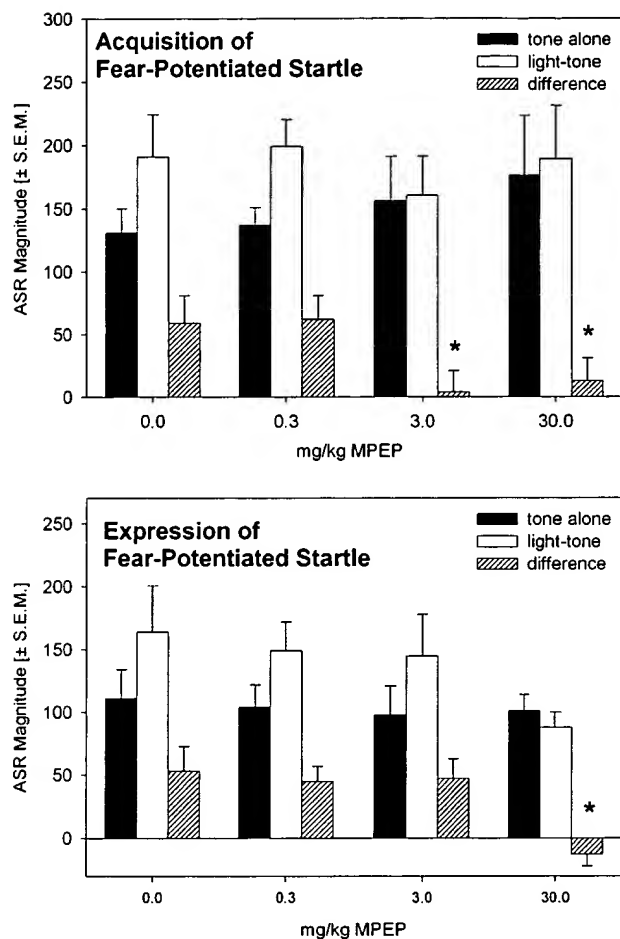 300
250
200
150
100
50
0
ASR Magnitude [± S.E.M.]
Acquisition of
Fear-Potentiated Startle
tone alone
light-tone
difference
*
*
0.0 0.3 3.0 30.0
mg/kg MPEP
250
200
150
100
50
0
ASR Magnitude [± S.E.M.]
Expression of
Fear-Potentiated Startle
tone alone
light-tone
difference
*
0.0 0.3 3.0 30.0
mg/kg MPEP